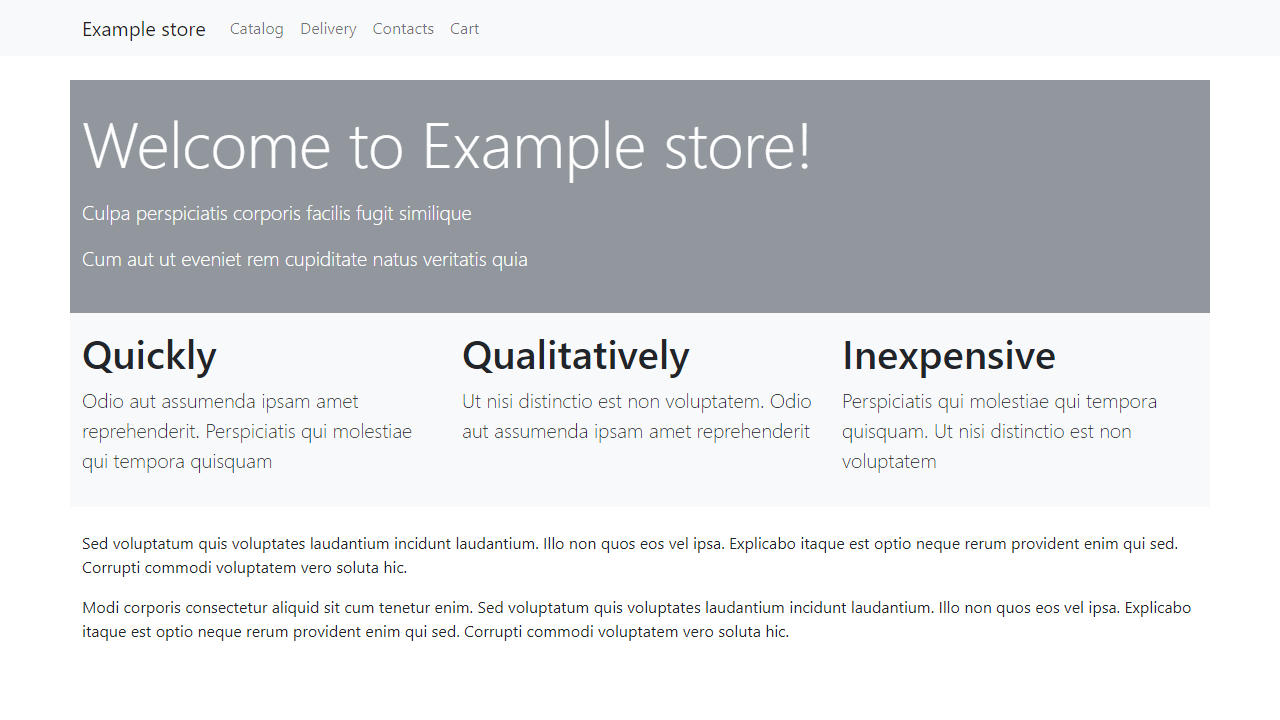 Example store Catalog Delivery Contacts Cart
Welcome to Example store!
Culpa perspiciatis corporis facilis fugit similique
Cum aut ut eveniet rem cupiditate natus veritatis quia
Quickly
Odio aut assumenda ipsam amet
reprehenderit. Perspiciatis qui molestiae
qui tempora quisquam
Qualitatively
Ut nisi distinctio est non voluptatem. Odio
aut assumenda ipsam amet reprehenderit
Inexpensive
Perspiciatis qui molestiae qui tempora
quisquam. Ut nisi distinctio est non
voluptatem
Sed voluptatum quis voluptates laudantium incidunt laudantium. Illo non quos eos vel ipsa. Explicabo itaque est optio neque rerum provident enim qui sed.
Corrupti commodi voluptatem vero soluta hic.
Modi corporis consectetur aliquid sit cum tenetur enim. Sed voluptatum quis voluptates laudantium incidunt laudantium. Illo non quos eos vel ipsa. Explicabo
itaque est optio neque rerum provident enim qui sed. Corrupti commodi voluptatem vero soluta hic.